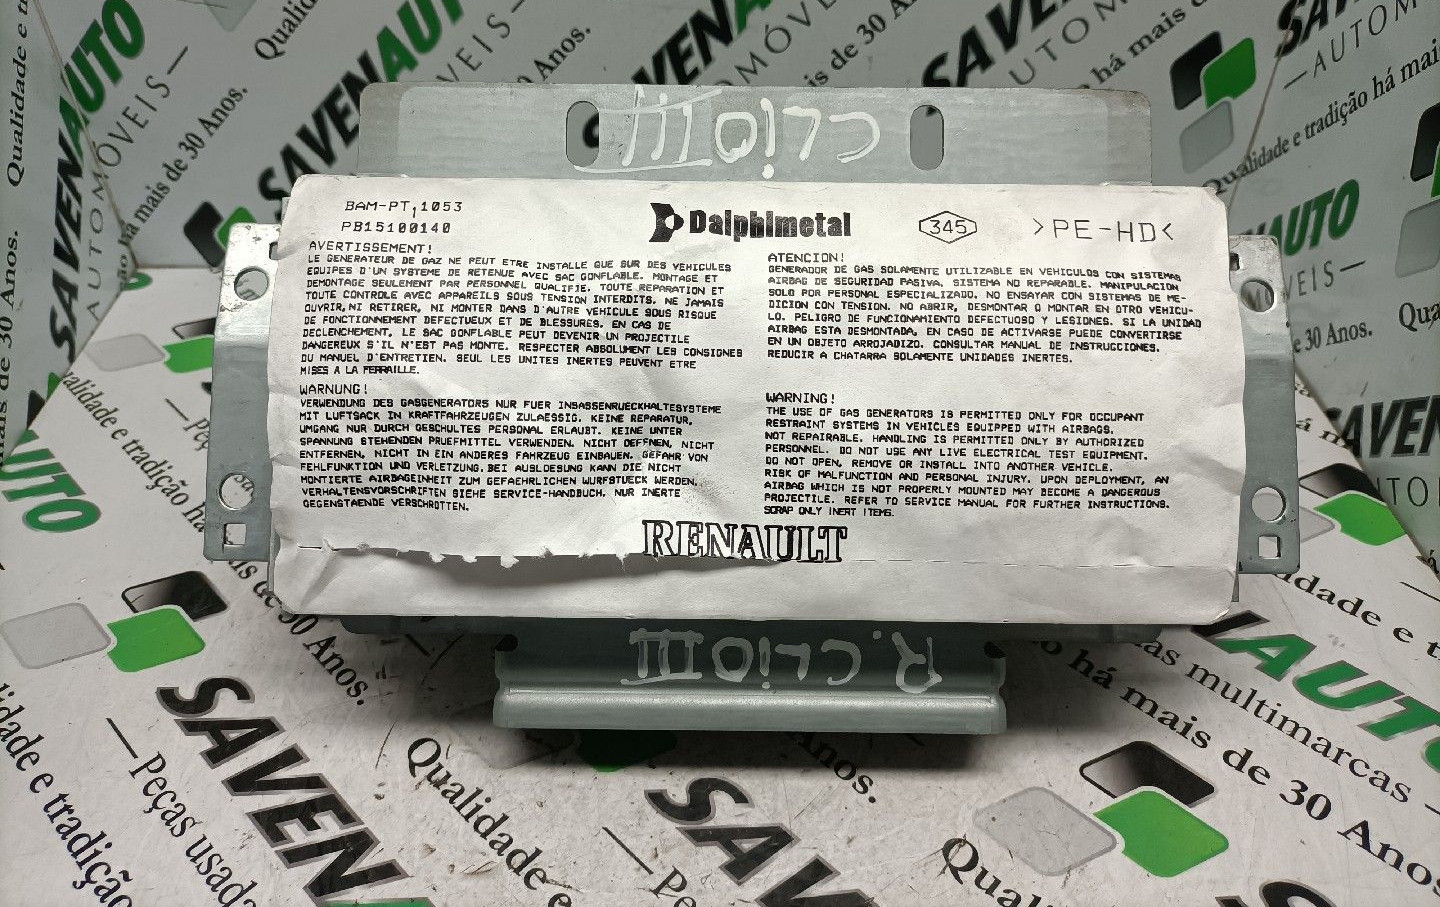 CLiO III
BAM-PT,1053
PB15100140
Dalphimetal
345
>PE-HD<
AVERTISSEMENT!
LE GENERATEUR DE GAZ NE PEUT ETRE INSTALLE QUE SUR DES VEHICULES
EQUIPES D'UN SYSTEME DE RETENUE AVEC SAC GONFLABLE. MONTAGE ET
DEMONTAGE SEULEMENT PAR PERSONNEL QUALIFIE. TOUTE REPARATION ET
TOUTE CONTROLE AVEC APPAREILS SOUS TENSION INTERDITS. NE JAMAIS
OUVRIR, NI RETIRER, NI MONTER DANS D'AUTRE VEHICULE SOUS RISQUE
DE FONCTIONNEMENT DEFECTUEUX ET DE BLESSURES. EN CAS DE
DECLENCHEMENT, LE SAC GONFLABLE PEUT DEVENIR UN PROJECTILE
DANGEREUX S'IL N'EST PAS MONTE. RESPECTER ABSOLUMENT LES CONSIGNES
DU MANUEL D'ENTRETIEN. SEUL LES UNITES INERTES PEUVENT ETRE
MISES A LA FERRAILLE.
ATENCION!
GENERADOR DE GAS SOLAMENTE UTILIZABLE EN VEHICULOS CON SISTEMAS
AIRBAG DE SEGURIDAD PASIVA. SISTEMA NO REPARABLE. MANIPULACION
SOLO POR PERSONAL ESPECIALIZADO. NO ENSAYAR CON SISTEMAS DE ME-
DICION CON TENSION. NO ABRIR, DESMONTAR O MONTAR EN OTRO VEHICU-
LO. PELIGRO DE FUNCIONAMIENTO DEFECTUOSO Y LESIONES. SI LA UNIDAD
AIRBAG ESTA DESMONTADA, EN CASO DE ACTIVARSE PUEDE CONVERTIRSE
EN UN OBJETO ARROJADIZO. CONSULTAR MANUAL DE INSTRUCCIONES.
REDUCIR A CHATARRA SOLAMENTE UNIDADES INERTES.
WARNUNG!
VERWENDUNG DES GASGENERATORS NUR FUER INSASSENRUECKHALTESYSTEME
MIT LUFTSACK IN KRAFTFAHRZEUGEN ZULAESSIG. KEINE REPARATUR,
UMGANG NUR DURCH GESCHULTES PERSONAL ERLAUBT. KEINE UNTER
SPANNUNG STEHENDEN PRUEFMITTEL VERWENDEN. NICHT OEFFNEN, NICHT
ENTFERNEN, NICHT IN EIN ANDERES FAHRZEUG EINBAUEN. GEFAHR VON
FEHLFUNKTION UND VERLETZUNG. BEI AUSLOESUNG KANN DIE NICHT
MONTIERTE AIRBAGEINHEIT ZUM GEFAEHRLICHEN WURFSTUECK WERDEN.
VERHALTENSVORSCHRIFTEN SIEHE SERVICE-HANDBUCH. NUR INERTE
GEGENSTAENDE VERSCHROTTEN.
WARNING!
THE USE OF GAS GENERATORS IS PERMITTED ONLY FOR OCCUPANT
RESTRAINT SYSTEMS IN VEHICLES EQUIPPED WITH AIRBAGS.
NOT REPAIRABLE. HANDLING IS PERMITTED ONLY BY AUTHORIZED
PERSONNEL. DO NOT USE ANY LIVE ELECTRICAL TEST EQUIPMENT.
DO NOT OPEN, REMOVE OR INSTALL INTO ANOTHER VEHICLE.
RISK OF MALFUNCTION AND PERSONAL INJURY. UPON DEPLOYMENT, AN
AIRBAG WHICH IS NOT PROPERLY MOUNTED MAY BECOME A DANGEROUS
PROJECTILE. REFER TO SERVICE MANUAL FOR FURTHER INSTRUCTIONS.
SCRAP ONLY INERT ITEMS.
RENAULT
R. CLiO III
SAVENAUTO
AUTOMÓVEIS
Qualidade e tradição há mais de 30 Anos.
Peças usadas multimarcas